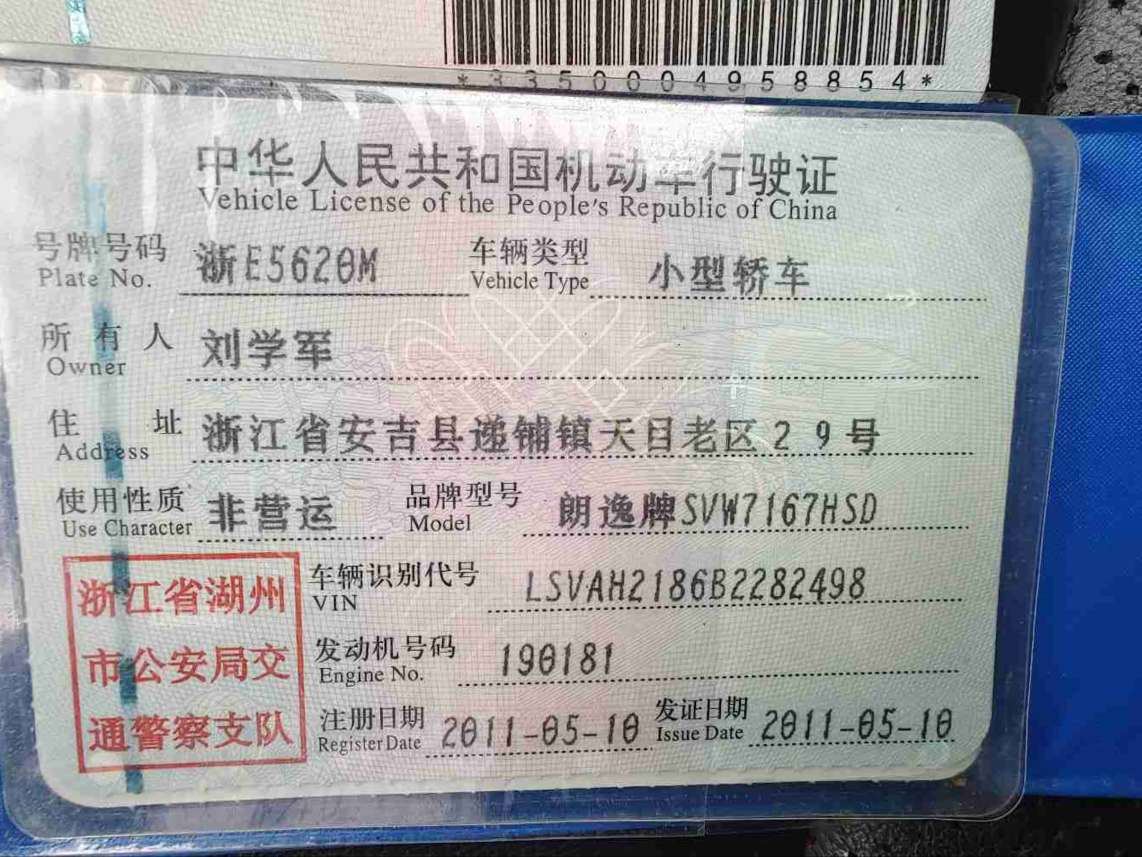 *3350004958854*
中华人民共和国机动车行驶证
Vehicle License of the People's Republic of China
号牌号码 浙E5620M 车辆类型 小型轿车
Plate No. Vehicle Type
所有人 刘学军
Owner
住址 浙江省安吉县递铺镇天目老区29号
Address
使用性质 非营运 品牌型号 朗逸牌SVW7167HSD
Use Character Model
浙江省湖州
市公安局交
通警察支队
车辆识别代号 LSVAH2186B2282498
VIN
发动机号码 190181
Engine No.
注册日期 2011-05-10 发证日期 2011-05-10
Register Date Issue Date